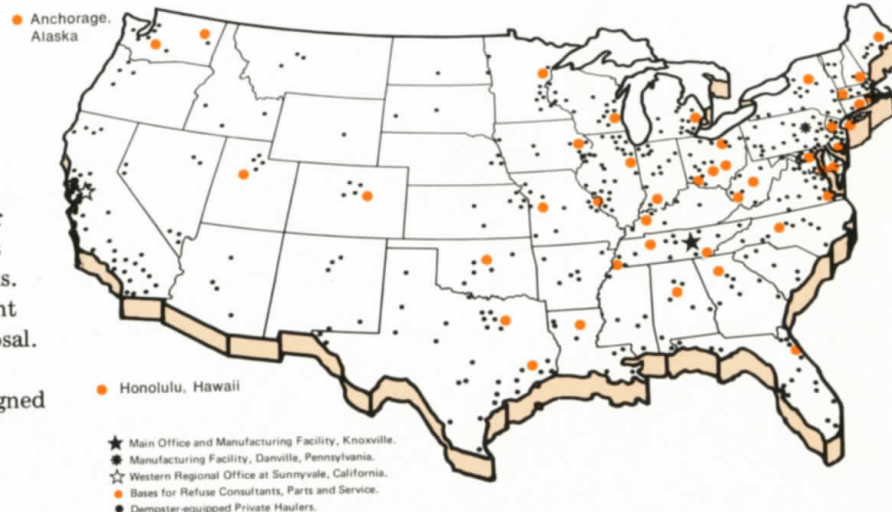 Anchorage,
Alaska
r
s
s.
nt
sal.
gned
Honolulu, Hawaii
Main Office and Manufacturing Facility, Knoxville.
Manufacturing Facility, Danville, Pennsylvania.
Western Regional Office at Sunnyvale, California.
Bases for Refuse Consultants, Parts and Service.
Dempster-equipped Private Haulers.